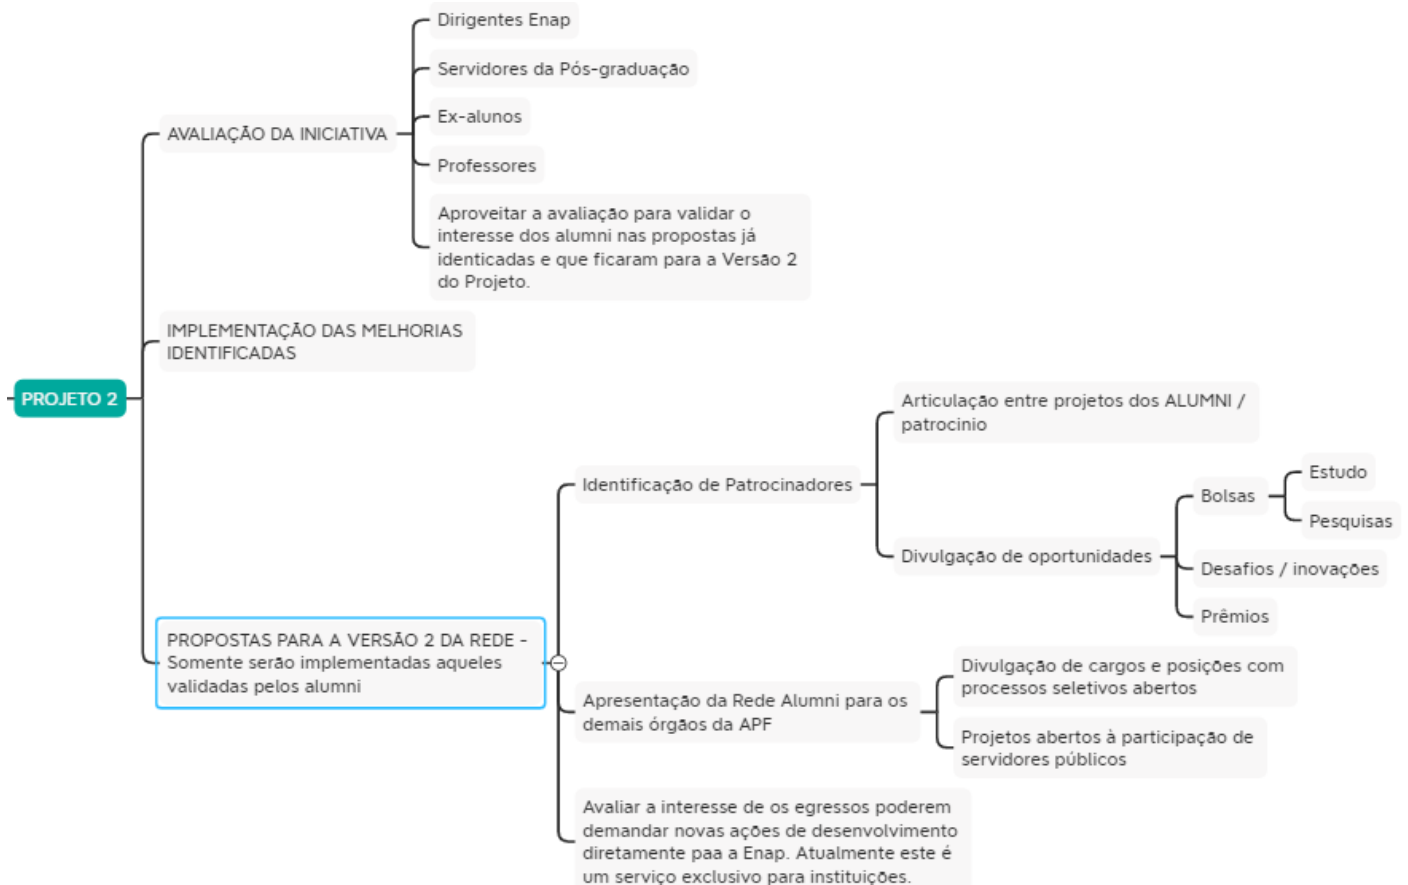 PROJETO 2
AVALIAÇÃO DA INICIATIVA
Dirigentes Enap
Servidores da Pós-graduação
Ex-alunos
Professores
Aproveitar a avaliação para validar o
interesse dos alumni nas propostas já
identicadas e que ficaram para a Versão 2
do Projeto.
IMPLEMENTAÇÃO DAS MELHORIAS
IDENTIFICADAS
PROPOSTAS PARA A VERSÃO 2 DA REDE -
Somente serão implementadas aqueles
validadas pelos alumni
Identificação de Patrocinadores
Articulação entre projetos dos ALUMNI /
patrocinio
Divulgação de oportunidades
Bolsas
Estudo
Pesquisas
Desafios / inovações
Prêmios
Apresentação da Rede Alumni para os
demais órgãos da APF
Divulgação de cargos e posições com
processos seletivos abertos
Projetos abertos à participação de
servidores públicos
Avaliar a interesse de os egressos poderem
demandar novas ações de desenvolvimento
diretamente paa a Enap. Atualmente este é
um serviço exclusivo para instituições.